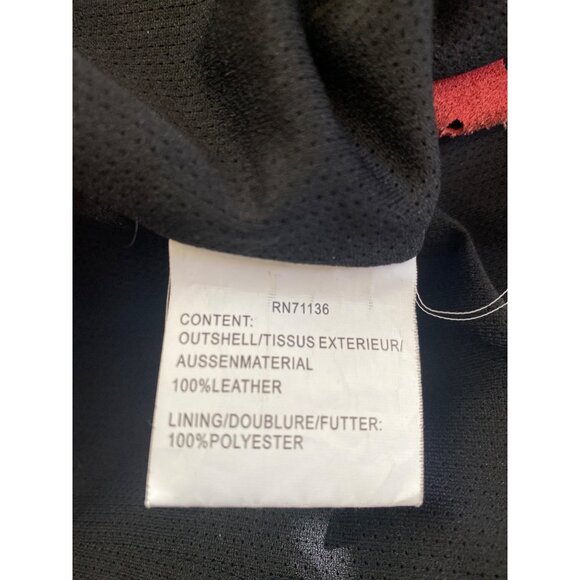 RN71136
CONTENT:
OUTSHELL/TISSUS EXTERIEUR/
AUSSENMATERIAL
100%LEATHER
LINING/DOUBLURE/FUTTER:
100%POLYESTER